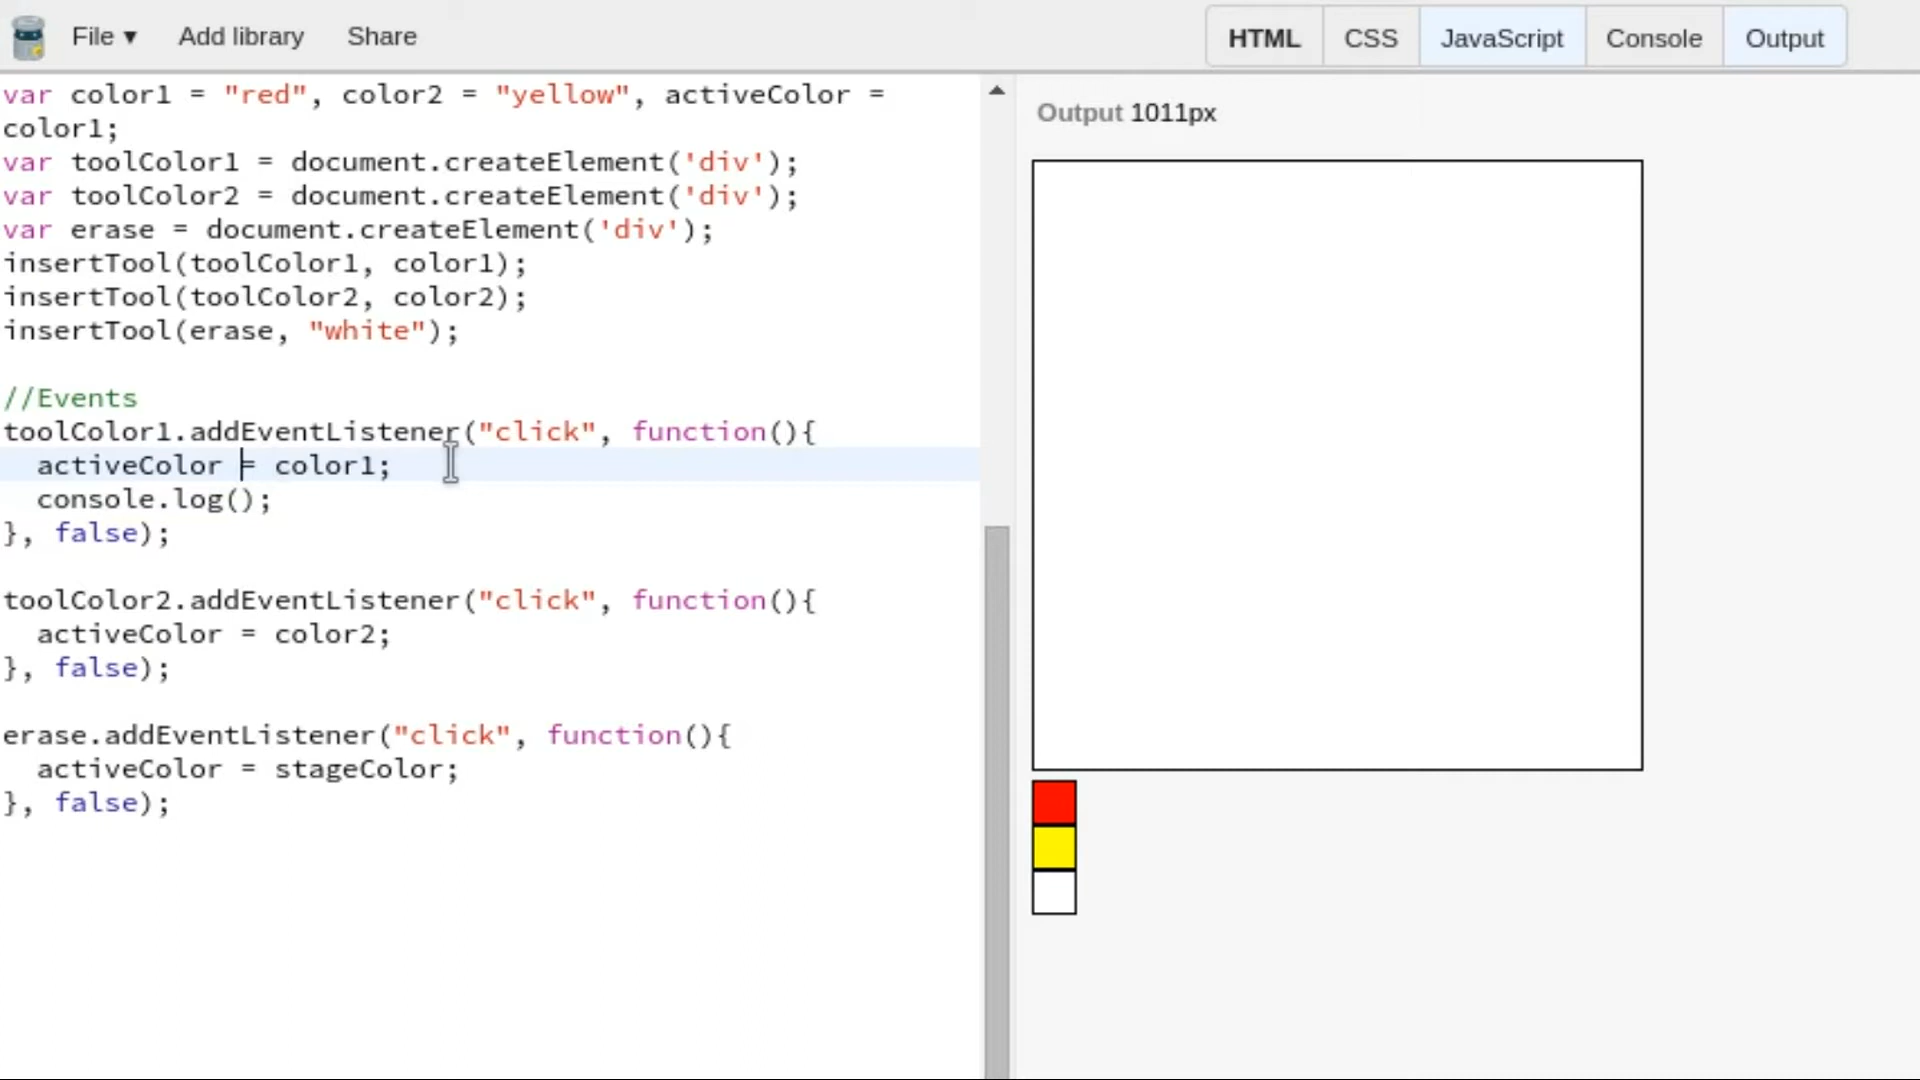 File ▾ Add library Share HTML CSS JavaScript Console Output
var color1 = "red", color2 = "yellow", activeColor =
color1;
var toolColor1 = document.createElement('div');
var toolColor2 = document.createElement('div');
var erase = document.createElement('div');
insertTool(toolColor1, color1);
insertTool(toolColor2, color2);
insertTool(erase, "white");
//Events
toolColor1.addEventListener("click", function(){
activeColor = color1;
console.log();
}, false);
toolColor2.addEventListener("click", function(){
activeColor = color2;
}, false);
erase.addEventListener("click", function(){
activeColor = stageColor;
}, false);
Output 1011px